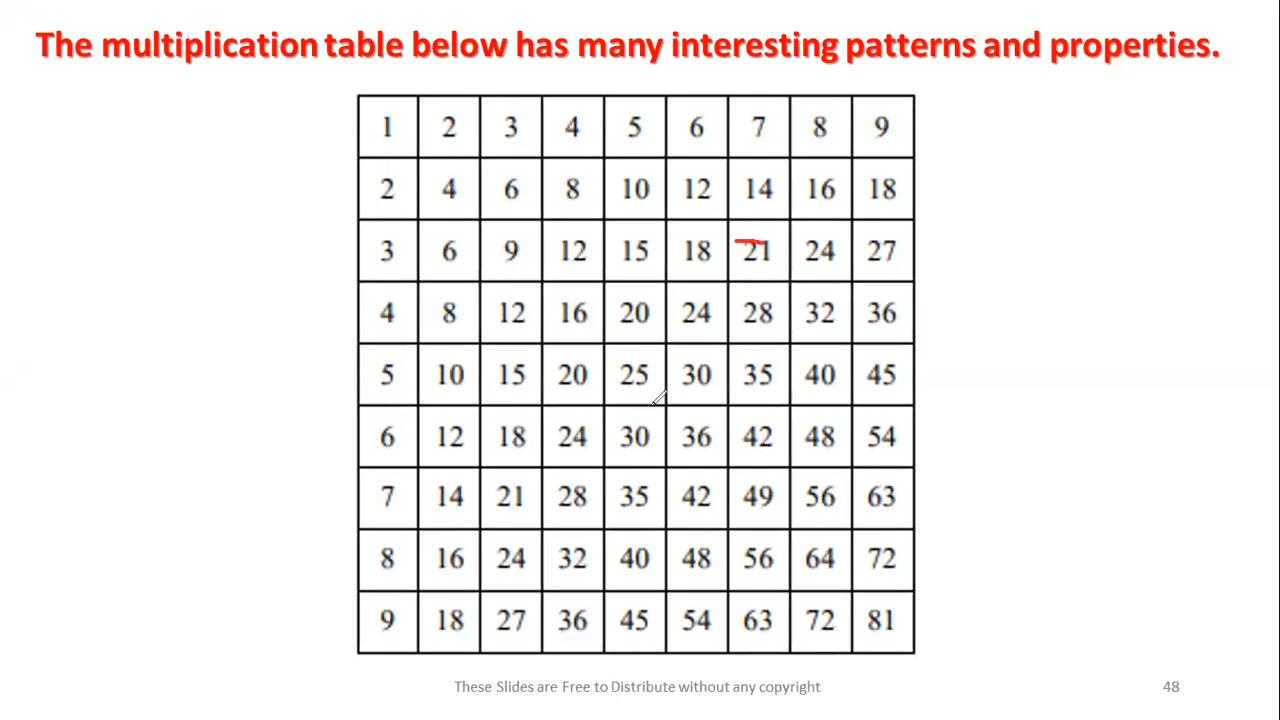 The multiplication table below has many interesting patterns and properties.
1 2 3 4 5 6 7 8 9
2 4 6 8 10 12 14 16 18
3 6 9 12 15 18 21 24 27
4 8 12 16 20 24 28 32 36
5 10 15 20 25 30 35 40 45
6 12 18 24 30 36 42 48 54
7 14 21 28 35 42 49 56 63
8 16 24 32 40 48 56 64 72
9 18 27 36 45 54 63 72 81
These Slides are Free to Distribute without any copyright
48